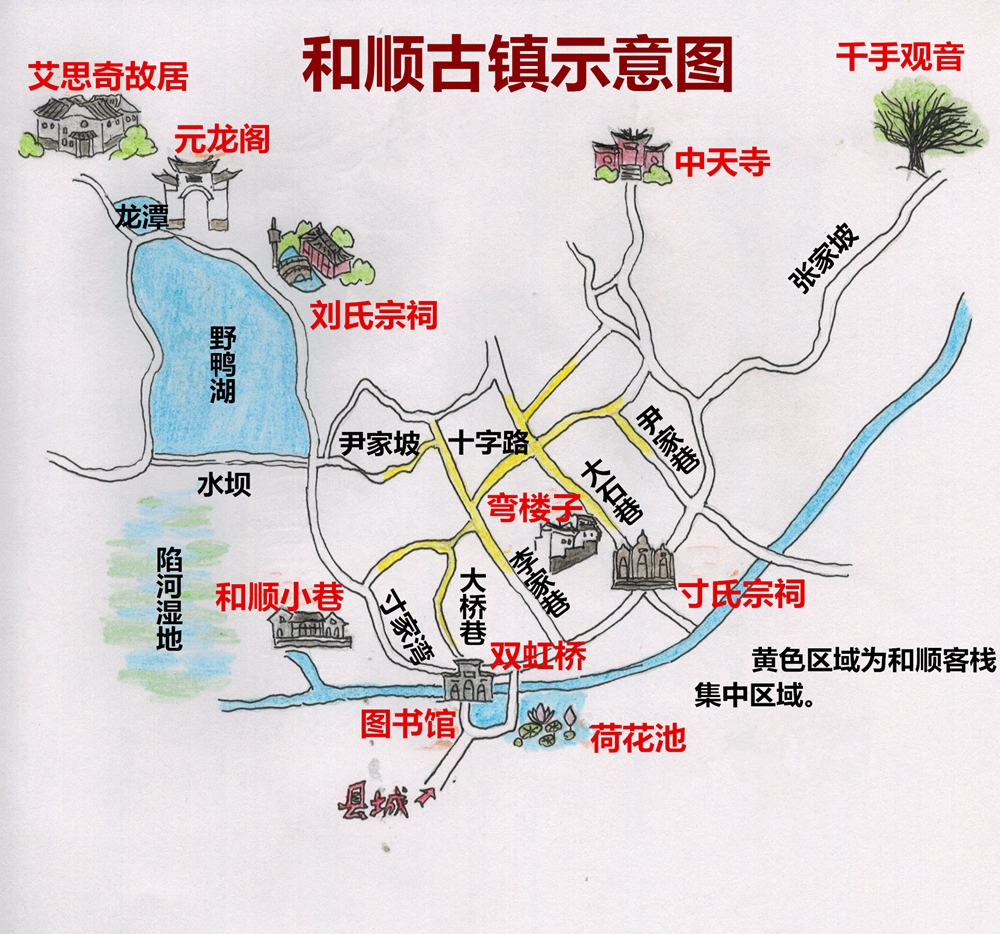 和顺古镇示意图
千手观音
艾思奇故居
元龙阁
中天寺
龙潭
张家坡
刘氏宗祠
野鸭湖
尹家坡
十字路
尹家巷
水坝
大石巷
弯楼子
陷河湿地
李家巷
大桥巷
和顺小巷
寸氏宗祠
寸家湾
双虹桥
黄色区域为和顺客栈
集中区域。
图书馆
荷花池
县城